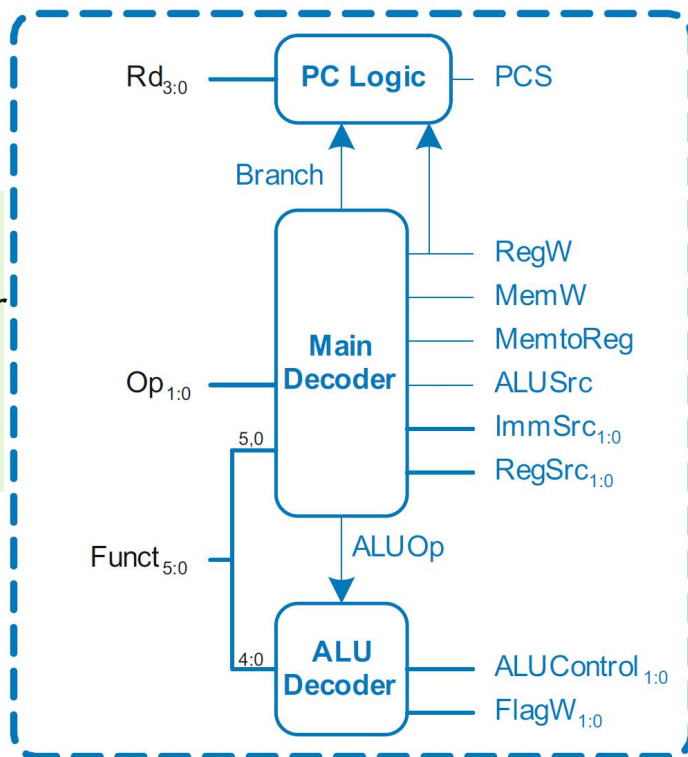 Rd3:0
PC Logic
PCS
Branch
RegW
MemW
Main
Decoder
MemtoReg
Op1:0
ALUSrc
5,0
ImmSrc1:0
RegSrc1:0
ALUOp
Funct5:0
4:0
ALU
Decoder
ALUControl1:0
FlagW1:0